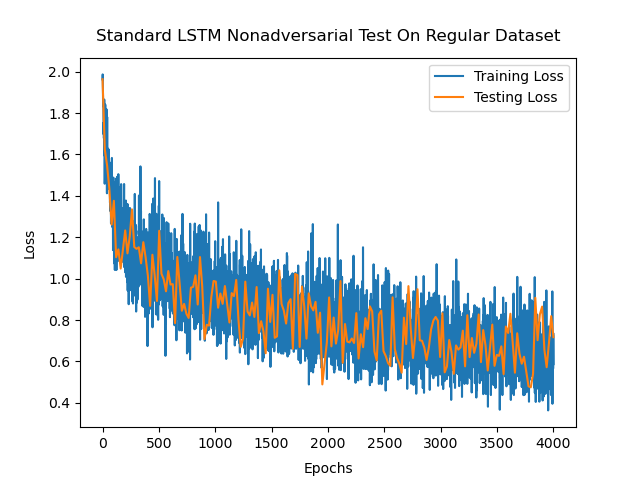 Standard LSTM Nonadversarial Test On Regular Dataset
Training Loss
Testing Loss
2.0
1.8
1.6
1.4
1.2
1.0
0.8
0.6
0.4
Loss
0 500 1000 1500 2000 2500 3000 3500 4000
Epochs